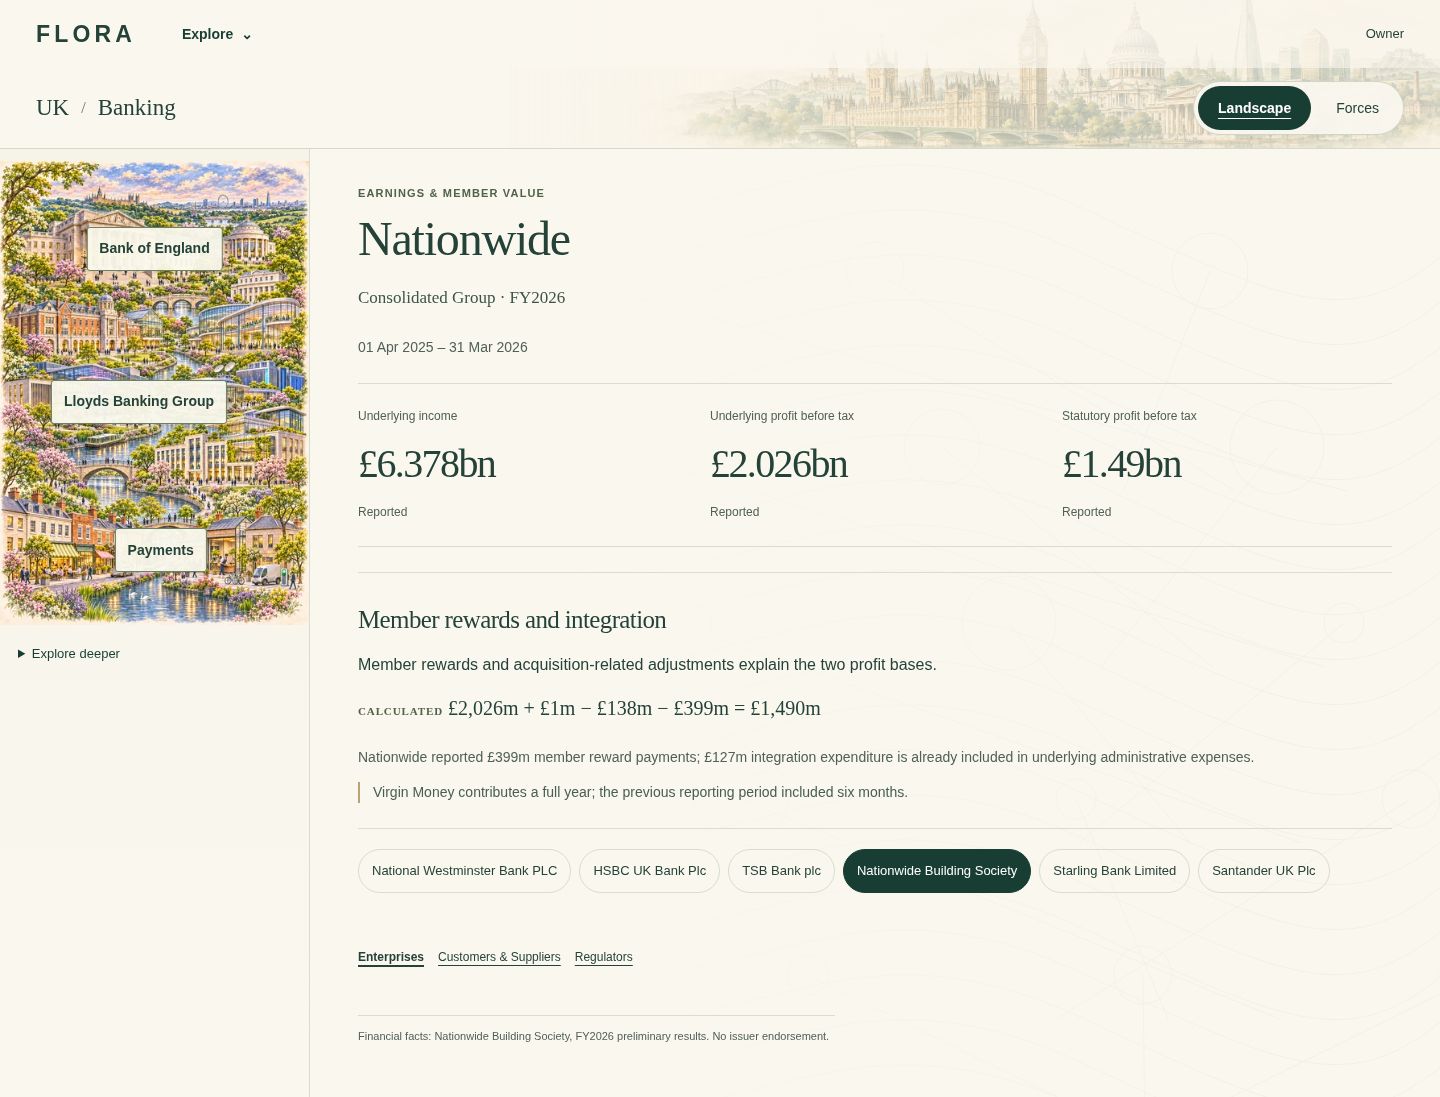 FLORA
Explore
Owner
UK / Banking
Landscape
Forces
Bank of England
Lloyds Banking Group
Payments
Explore deeper
EARNINGS & MEMBER VALUE
Nationwide
Consolidated Group · FY2026
01 Apr 2025 – 31 Mar 2026
Underlying income
£6.378bn
Reported
Underlying profit before tax
£2.026bn
Reported
Statutory profit before tax
£1.49bn
Reported
Member rewards and integration
Member rewards and acquisition-related adjustments explain the two profit bases.
CALCULATED £2,026m + £1m − £138m − £399m = £1,490m
Nationwide reported £399m member reward payments; £127m integration expenditure is already included in underlying administrative expenses.
Virgin Money contributes a full year; the previous reporting period included six months.
National Westminster Bank PLC
HSBC UK Bank Plc
TSB Bank plc
Nationwide Building Society
Starling Bank Limited
Santander UK Plc
Enterprises
Customers & Suppliers
Regulators
Financial facts: Nationwide Building Society, FY2026 preliminary results. No issuer endorsement.